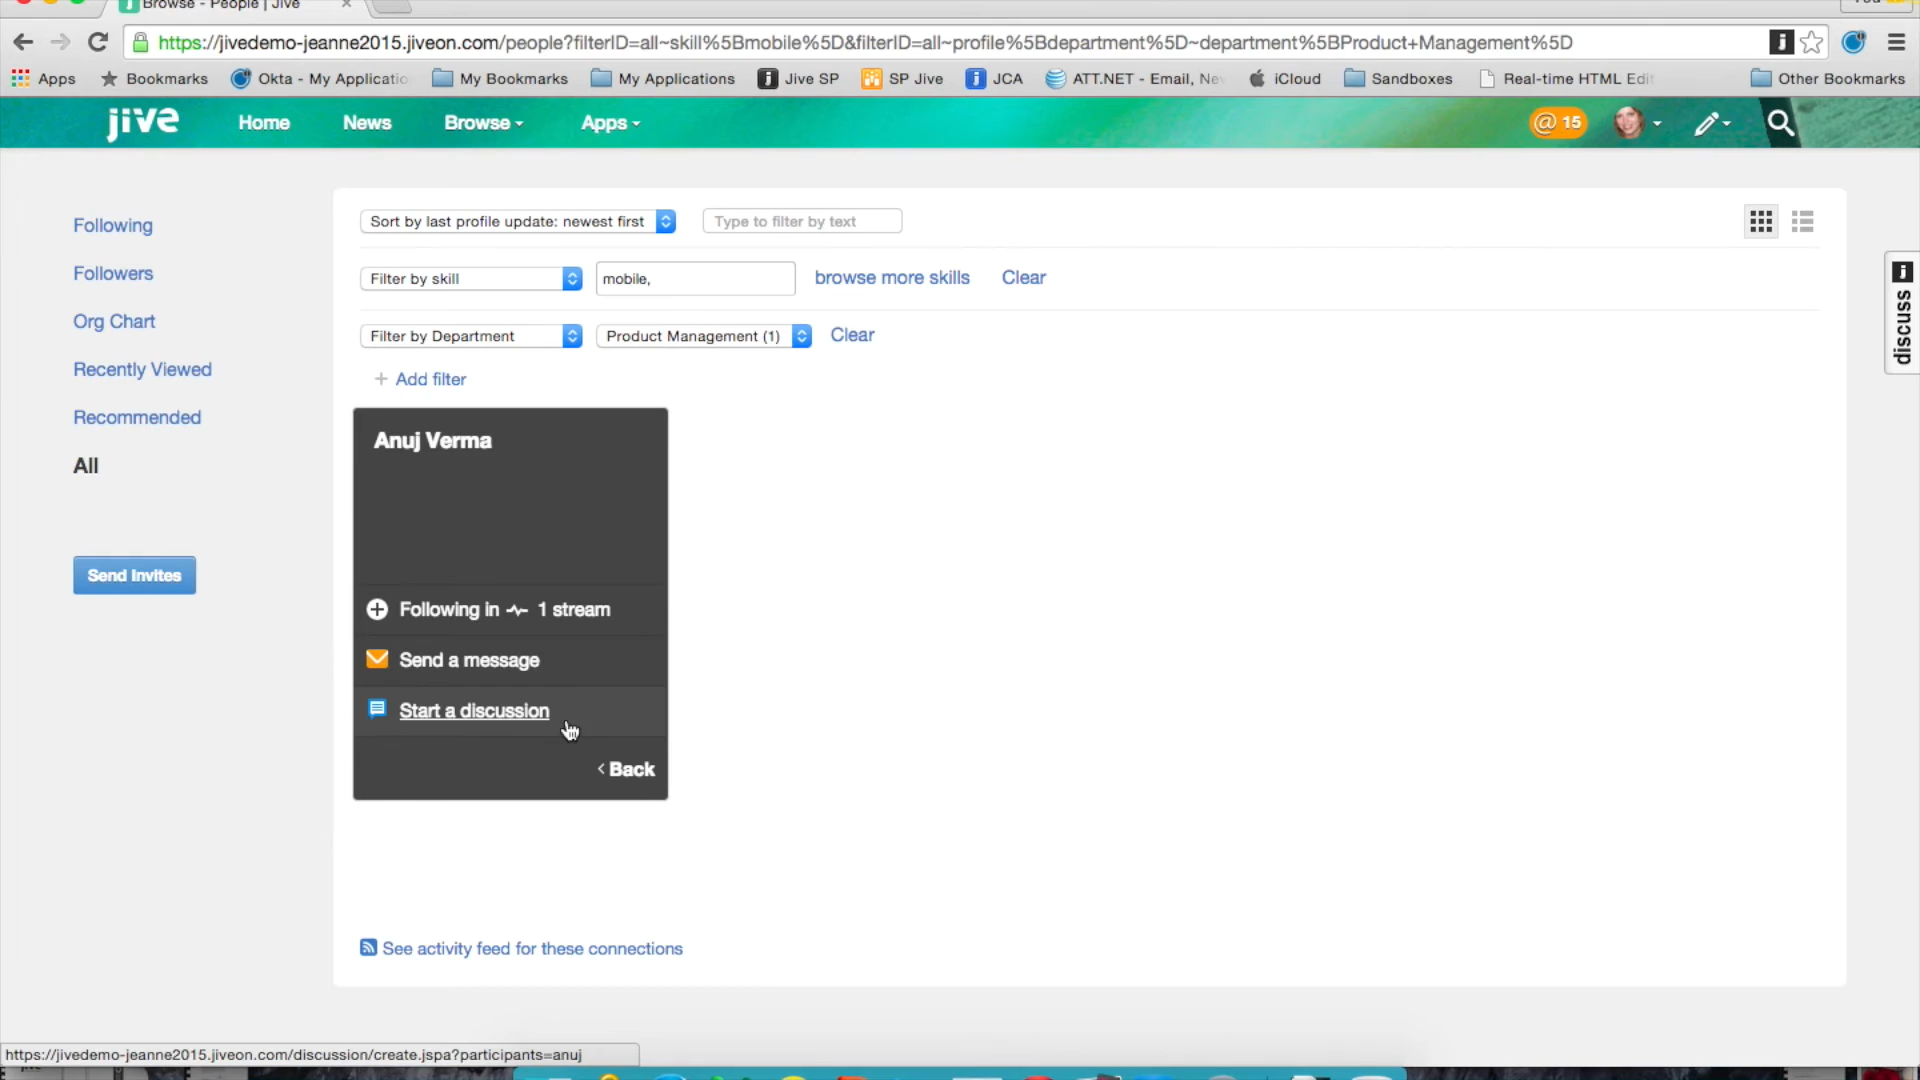 Browse - People | Jive
https://jivedemo-jeanne2015.jiveon.com/people?filterID=all~skill%5Bmobile%5D&filterID=all~profile%5Bdepartment%5D~department%5BProduct+Management%5D
Apps Bookmarks Okta - My Applicatio My Bookmarks My Applications Jive SP SP Jive JCA ATT.NET - Email, Ne iCloud Sandboxes Real-time HTML Edit Other Bookmarks
jive Home News Browse Apps @ 15
Following
Followers
Org Chart
Recently Viewed
Recommended
All
Send Invites
Sort by last profile update: newest first Type to filter by text
Filter by skill mobile, browse more skills Clear
Filter by Department Product Management (1) Clear
+ Add filter
Anuj Verma
Following in 1 stream
Send a message
Start a discussion
‹ Back
See activity feed for these connections
j discuss
https://jivedemo-jeanne2015.jiveon.com/discussion/create.jspa?participants=anuj